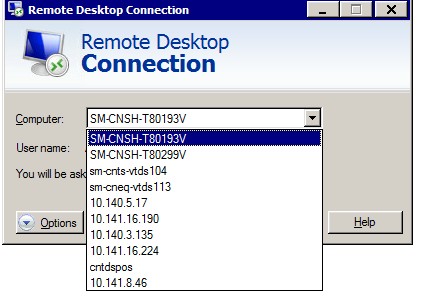 Remote Desktop Connection
Remote Desktop
Connection
Computer: SM-CNSH-T80193V
SM-CNSH-T80193V
User name:
SM-CNSH-T80299V
You will be ask
sm-cnts-vtds104
sm-cneq-vtds113
10.140.5.17
10.141.16.190
10.140.3.135
10.141.16.224
cntdspos
10.141.8.46
Options
Help